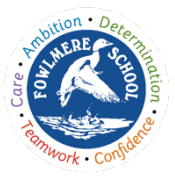 Care • Ambition • Determination • Confidence • Teamwork •
FOWLMERE SCHOOL